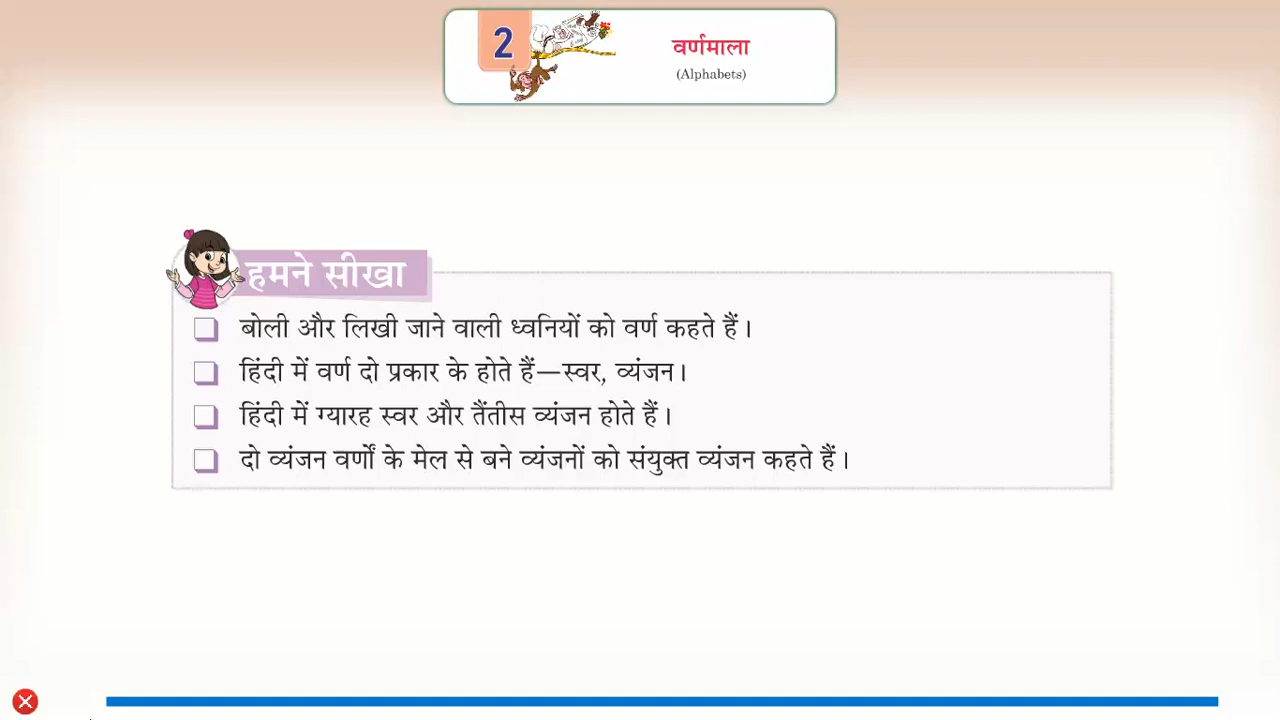 2
वर्णमाला
(Alphabets)
हमने सीखा
बोली और लिखी जाने वाली ध्वनियों को वर्ण कहते हैं।
हिंदी में वर्ण दो प्रकार के होते हैं—स्वर, व्यंजन।
हिंदी में ग्यारह स्वर और तैंतीस व्यंजन होते हैं।
दो व्यंजन वर्णों के मेल से बने व्यंजनों को संयुक्त व्यंजन कहते हैं।